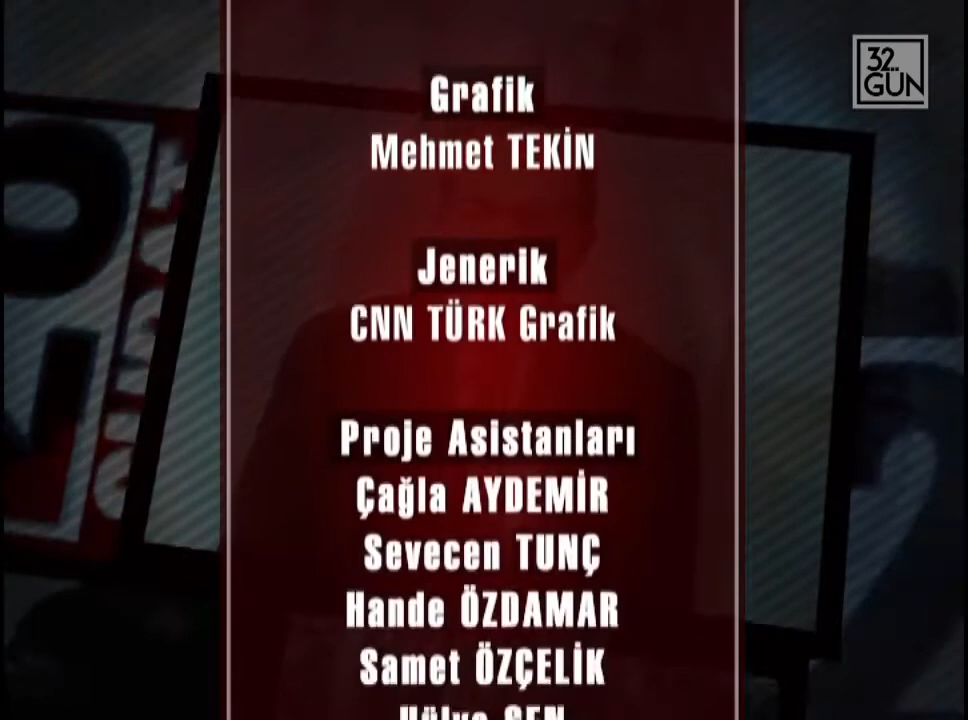 32.
GÜN
Grafik
Mehmet TEKİN
Jenerik
CNN TÜRK Grafik
Proje Asistanları
Çağla AYDEMİR
Sevecen TUNÇ
Hande ÖZDAMAR
Samet ÖZÇELİK